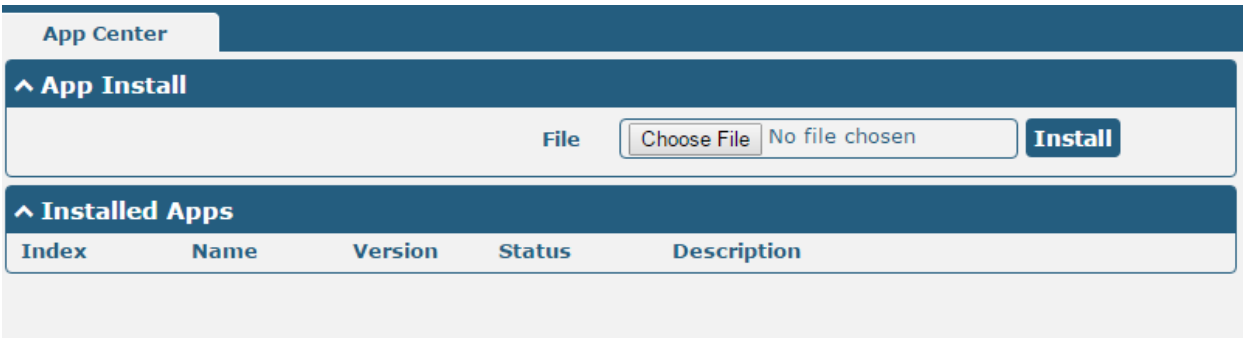 App Center
App Install
File Choose File No file chosen Install
Installed Apps
Index Name Version Status Description